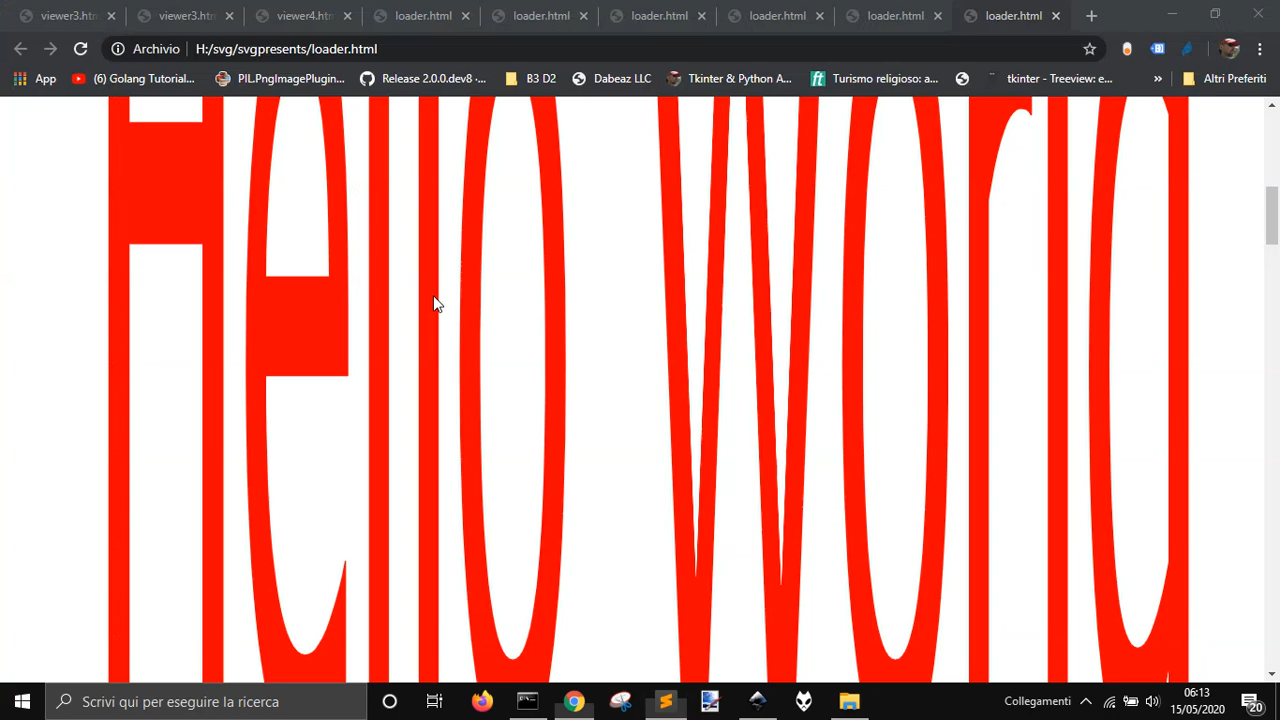 viewer3.htm
viewer3.htm
viewer4.htm
loader.html
loader.html
loader.html
loader.html
loader.html
loader.html
Archivio H:/svg/svgpresents/loader.html
App
(6) Golang Tutorial...
PIL.PngImagePlugin...
Release 2.0.0.dev8 ·...
B3 D2
Dabeaz LLC
Tkinter & Python A...
ft Turismo religioso: a...
tkinter - Treeview: e...
»
Altri Preferiti
Hello world
Scrivi qui per eseguire la ricerca
Collegamenti
06:13
15/05/2020
20